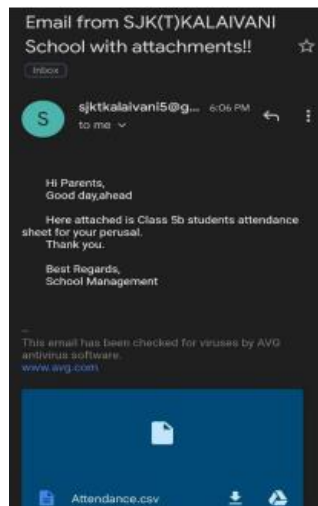 Email from SJK(T)KALAIVANI
School with attachments!!
Inbox
S
sjktkalaivani5@g... 6:06 PM
to me
Hi Parents,
Good day,ahead
Here attached is Class 5b students attendance
sheet for your perusal.
Thank you.
Best Regards,
School Management
--
This email has been checked for viruses by AVG
antivirus software.
www.avg.com
Attendance.csv